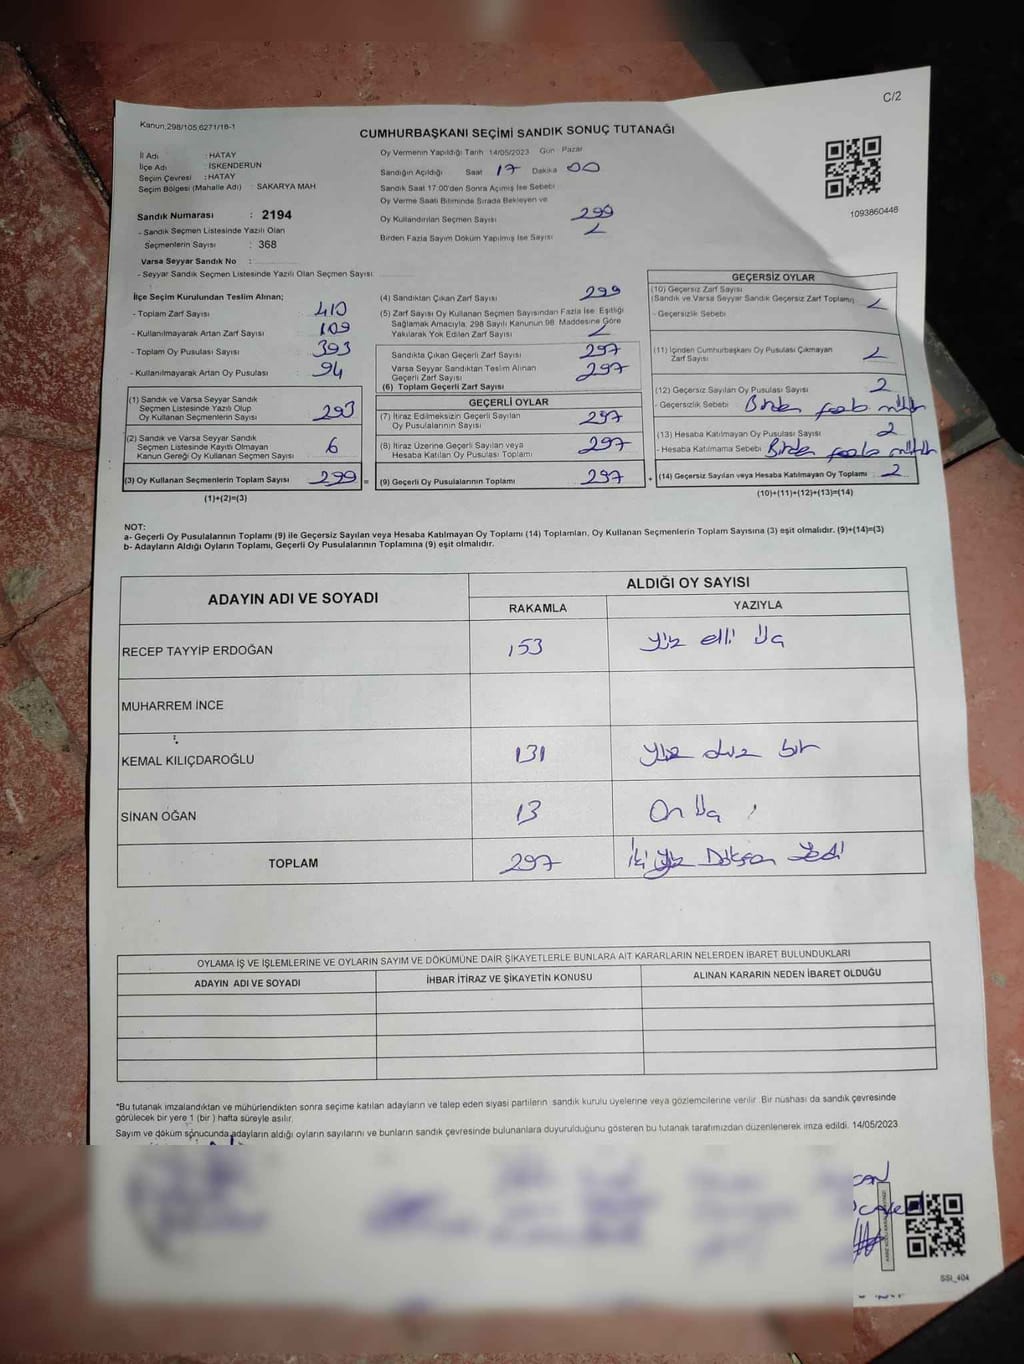 C/2
Kanun,298/105,6271/18-1
CUMHURBAŞKANI SEÇİMİ SANDIK SONUÇ TUTANAĞI
İl Adı : HATAY
İlçe Adı : İSKENDERUN
Seçim Çevresi : HATAY
Seçim Bölgesi (Mahalle Adı) : SAKARYA MAH.
Sandık Numarası : 2194
- Sandık Seçmen Listesinde Yazılı Olan
Seçmenlerin Sayısı : 368
Varsa Seyyar Sandık No :
- Seyyar Sandık Seçmen Listesinde Yazılı Olan Seçmen Sayısı:
Oy Vermenin Yapıldığı Tarih 14/05/2023 Gün : Pazar
Sandığın Açıldığı Saat 17 Dakika 00
Sandık Saat 17.00'den Sonra Açılmış İse Sebebi
Oy Verme Saati Bitiminde Sırada Bekleyen ve
Oy Kullandırılan Seçmen Sayısı 299
Birden Fazla Sayım Döküm Yapılmış İse Sayısı
1093860448
İlçe Seçim Kurulundan Teslim Alınan;
- Toplam Zarf Sayısı : 410
- Kullanılmayarak Artan Zarf Sayısı : 109
- Toplam Oy Pusulası Sayısı : 393
- Kullanılmayarak Artan Oy Pusulası : 94
(1) Sandık ve Varsa Seyyar Sandık
Seçmen Listesinde Yazılı Olup
Oy Kullanan Seçmenlerin Sayısı : 293
(2) Sandık ve Varsa Seyyar Sandık
Seçmen Listesinde Kayıtlı Olmayan
Kanun Gereği Oy Kullanan Seçmen Sayısı : 6
(3) Oy Kullanan Seçmenlerin Toplam Sayısı : 299
(1)+(2)=(3)
(4) Sandıktan Çıkan Zarf Sayısı : 299
(5) Zarf Sayısı Oy Kullanan Seçmen Sayısından Fazla İse; Eşitliği
Sağlamak Amacıyla, 298 Sayılı Kanunun 98. Maddesine Göre
Yakılarak Yok Edilen Zarf Sayısı :
Sandıkta Çıkan Geçerli Zarf Sayısı : 297
Varsa Seyyar Sandıktan Teslim Alınan
Geçerli Zarf Sayısı : 297
(6) Toplam Geçerli Zarf Sayısı
GEÇERLİ OYLAR
(7) İtiraz Edilmeksizin Geçerli Sayılan
Oy Pusulalarının Sayısı : 297
(8) İtiraz Üzerine Geçerli Sayılan veya
Hesaba Katılan Oy Pusulası Toplamı : 297
(9) Geçerli Oy Pusulalarının Toplamı : 297
GEÇERSİZ OYLAR
(10) Geçersiz Zarf Sayısı
(Sandık ve Varsa Seyyar Sandık Geçersiz Zarf Toplamı)
- Geçersizlik Sebebi :
(11) İçinden Cumhurbaşkanı Oy Pusulası Çıkmayan
Zarf Sayısı :
(12) Geçersiz Sayılan Oy Pusulası Sayısı : 2
- Geçersizlik Sebebi : Birden fazla mühür
(13) Hesaba Katılmayan Oy Pusulası Sayısı : 2
- Hesaba Katılmama Sebebi : Birden fazla mühür
(14) Geçersiz Sayılan veya Hesaba Katılmayan Oy Toplamı : 2
(10)+(11)+(12)+(13)=(14)
NOT:
a- Geçerli Oy Pusulalarının Toplamı (9) ile Geçersiz Sayılan veya Hesaba Katılmayan Oy Toplamı (14) Toplamları, Oy Kullanan Seçmenlerin Toplam Sayısına (3) eşit olmalıdır. (9)+(14)=(3)
b- Adayların Aldığı Oyların Toplamı, Geçerli Oy Pusulalarının Toplamına (9) eşit olmalıdır.
ADAYIN ADI VE SOYADI
ALDIĞI OY SAYISI
RAKAMLA YAZIYLA
RECEP TAYYİP ERDOĞAN 153 Yüz elli üç
MUHARREM İNCE
KEMAL KILIÇDAROĞLU 131 Yüz otuz bir
SİNAN OĞAN 13 On üç
TOPLAM 297 İki Yüz Doksan Yedi
OYLAMA İŞ VE İŞLEMLERİNE VE OYLARIN SAYIM VE DÖKÜMÜNE DAİR ŞİKAYETLERLE BUNLARA AİT KARARLARIN NELERDEN İBARET BULUNDUKLARI
ADAYIN ADI VE SOYADI İHBAR İTİRAZ VE ŞİKAYETİN KONUSU ALINAN KARARIN NEDEN İBARET OLDUĞU
*Bu tutanak imzalandıktan ve mühürlendikten sonra seçime katılan adayların ve talep eden siyasi partilerin sandık kurulu üyelerine veya gözlemcilerine verilir. Bir nüshası da sandık çevresinde
görülecek bir yere 1 (bir) hafta süreyle asılır.
Sayım ve döküm sonucunda adayların aldığı oyların sayılarını ve bunların sandık çevresinde bulunanlara duyurulduğunu gösteren bu tutanak tarafımızdan düzenlenerek imza edildi. 14/05/2023
SSI_404